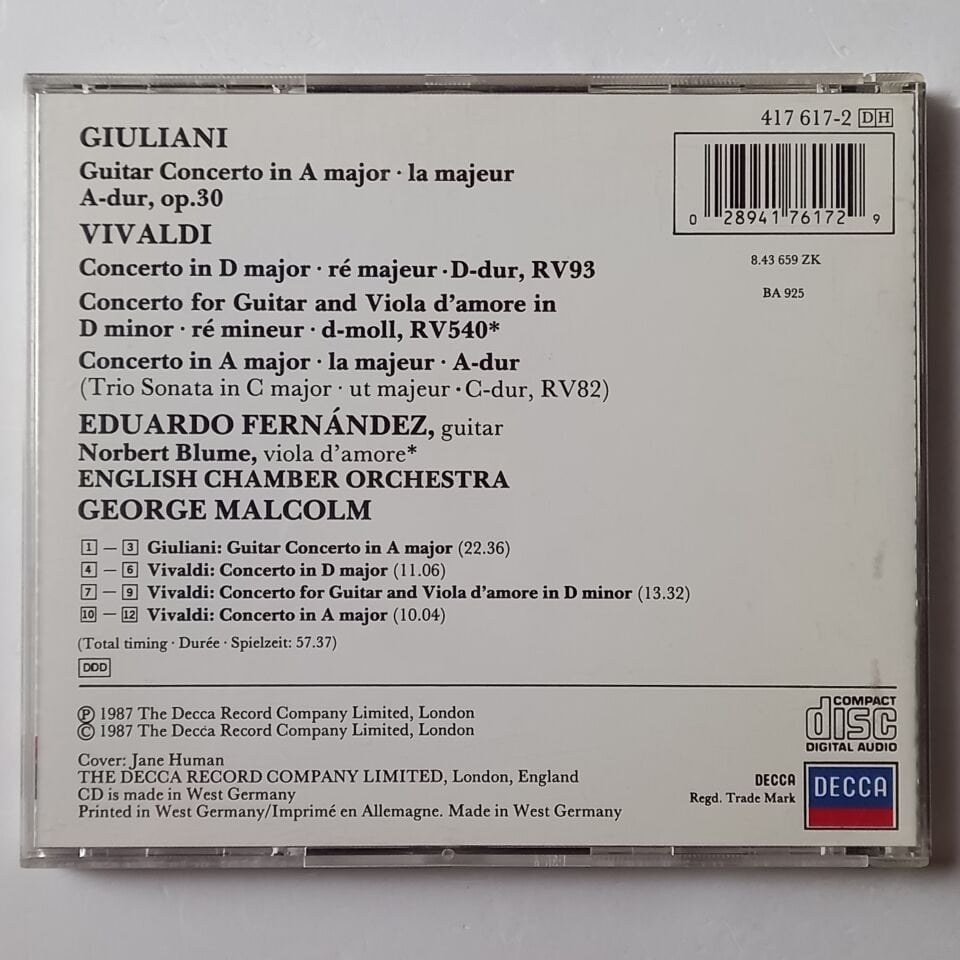 417 617-2 DH
GIULIANI
Guitar Concerto in A major · la majeur
A-dur, op.30
VIVALDI
Concerto in D major · ré majeur · D-dur, RV93
Concerto for Guitar and Viola d'amore in
D minor · ré mineur · d-moll, RV540*
Concerto in A major · la majeur · A-dur
(Trio Sonata in C major · ut majeur · C-dur, RV82)
EDUARDO FERNÁNDEZ, guitar
Norbert Blume, viola d'amore*
ENGLISH CHAMBER ORCHESTRA
GEORGE MALCOLM
0 28941 76172 9
8.43 659 ZK
BA 925
1 – 3 Giuliani: Guitar Concerto in A major (22.36)
4 – 6 Vivaldi: Concerto in D major (11.06)
7 – 9 Vivaldi: Concerto for Guitar and Viola d'amore in D minor (13.32)
10 – 12 Vivaldi: Concerto in A major (10.04)
(Total timing · Durée · Spielzeit: 57.37)
DDD
Ⓟ 1987 The Decca Record Company Limited, London
© 1987 The Decca Record Company Limited, London
Cover: Jane Human
THE DECCA RECORD COMPANY LIMITED, London, England
CD is made in West Germany
Printed in West Germany/Imprimé en Allemagne. Made in West Germany
COMPACT
disc
DIGITAL AUDIO
DECCA
Regd. Trade Mark
DECCA